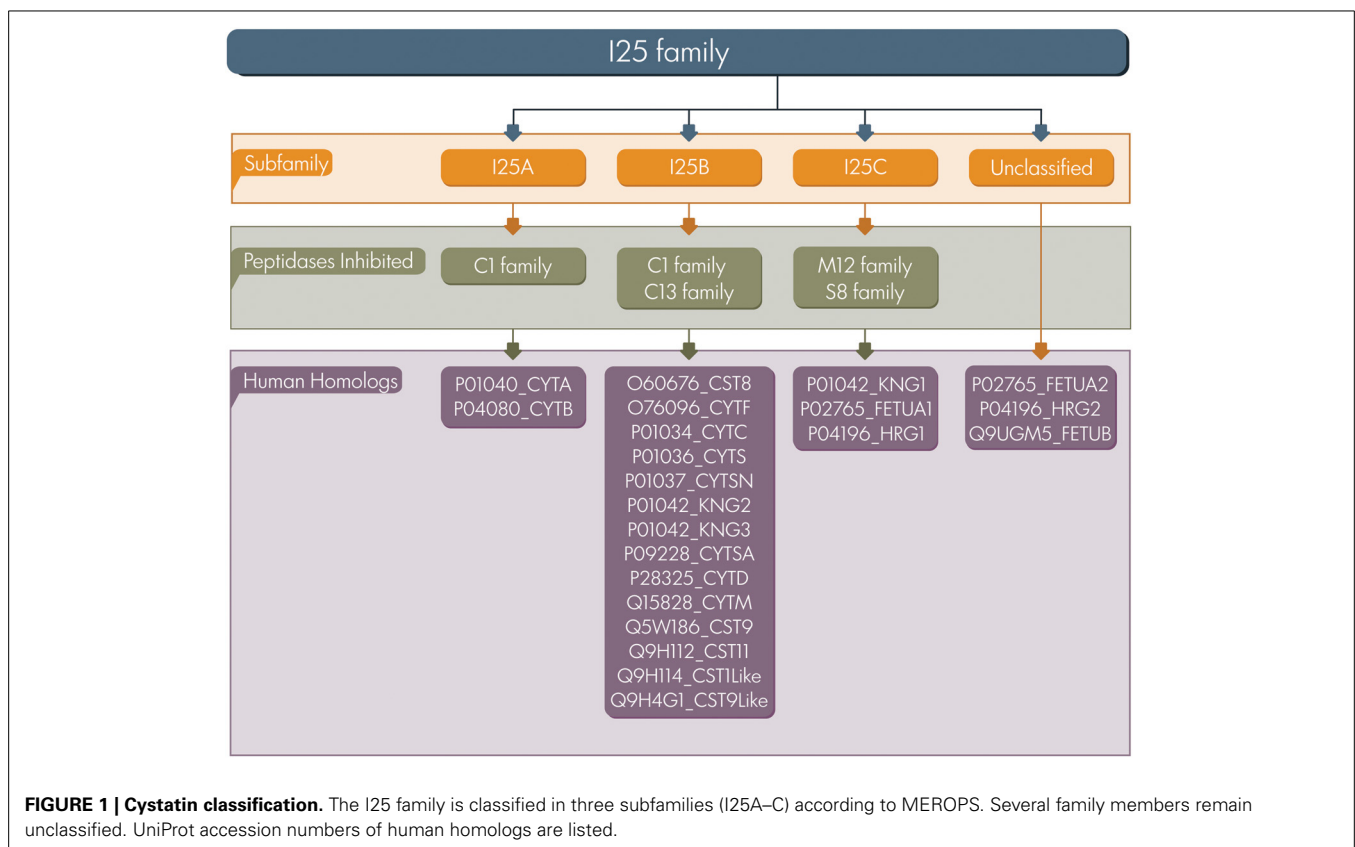 I25 family
Subfamily
I25A
I25B
I25C
Unclassified
Peptidases Inhibited
C1 family
C1 family
C13 family
M12 family
S8 family
Human Homologs
P01040_CYTA
P04080_CYTB
O60676_CST8
O76096_CYTF
P01034_CYTC
P01036_CYTS
P01037_CYTSN
P01042_KNG2
P01042_KNG3
P09228_CYTSA
P28325_CYTD
Q15828_CYTM
Q5W186_CST9
Q9H112_CST11
Q9H114_CST1Like
Q9H4G1_CST9Like
P01042_KNG1
P02765_FETUA1
P04196_HRG1
P02765_FETUA2
P04196_HRG2
Q9UGM5_FETUB
FIGURE 1 | Cystatin classification. The I25 family is classified in three subfamilies (I25A–C) according to MEROPS. Several family members remain
unclassified. UniProt accession numbers of human homologs are listed.